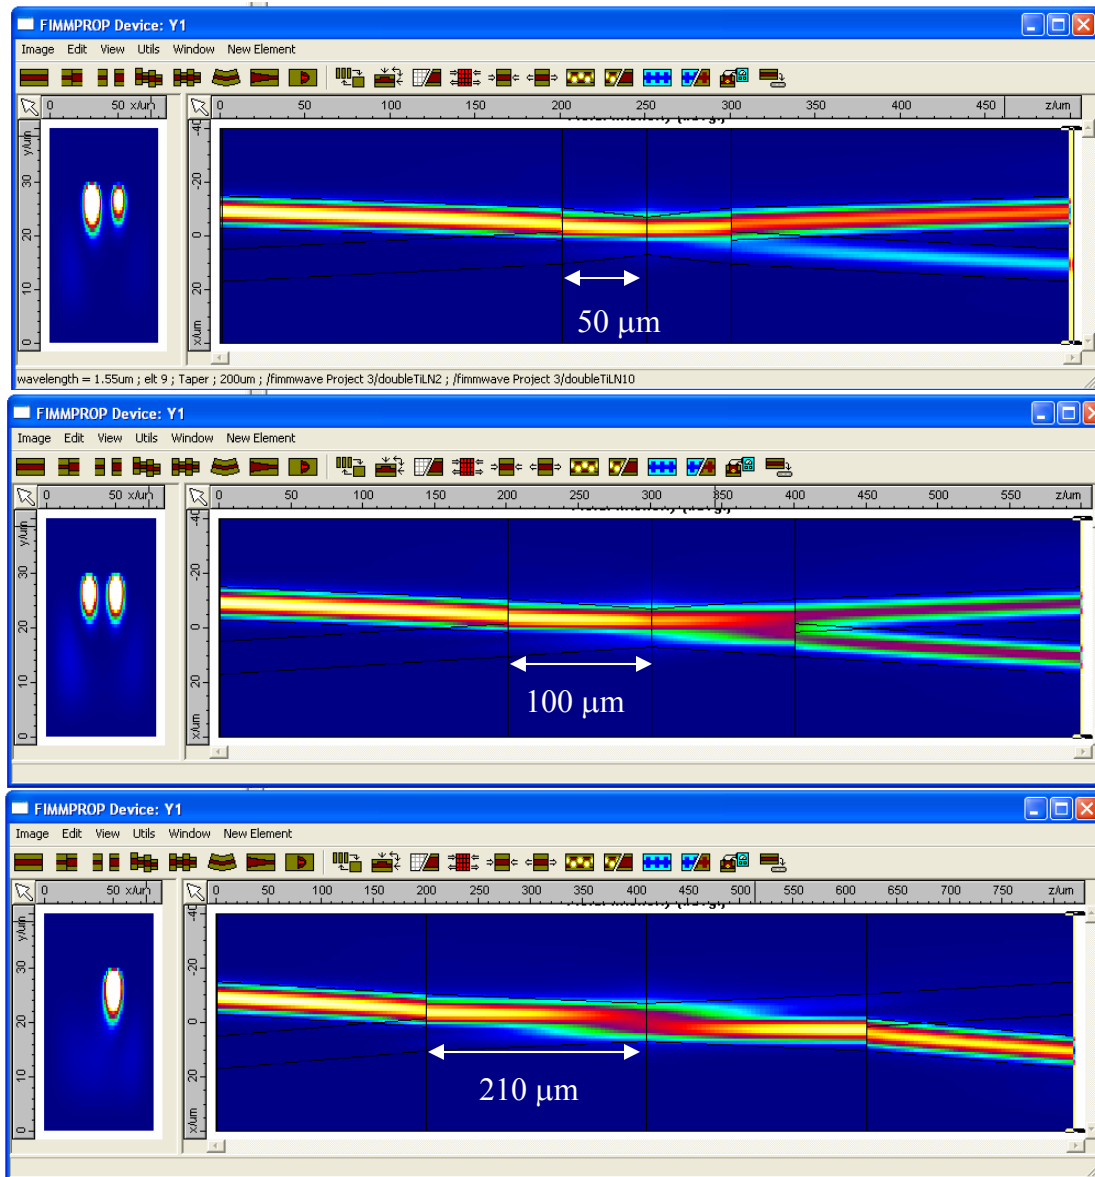 FIMMPROP Device: Y1
Image Edit View Utils Window New Element
0 50 x/um
0 50 100 150 200 250 300 350 400 450 z/um
y/um 30 20 10 0
-40 -20 0 20 x/um
50 μm
wavelength = 1.55um ; elt 9 ; Taper ; 200um ; /fimmwave Project 3/doubleTiLN2 ; /fimmwave Project 3/doubleTiLN10
FIMMPROP Device: Y1
Image Edit View Utils Window New Element
0 50 x/um
0 50 100 150 200 250 300 350 400 450 500 550 z/um
y/um 30 20 10 0
-40 -20 0 20 x/um
100 μm
FIMMPROP Device: Y1
Image Edit View Utils Window New Element
0 50 x/um
0 50 100 150 200 250 300 350 400 450 500 550 600 650 700 750 z/um
y/um 30 20 10 0
-40 -20 0 20 x/um
210 μm